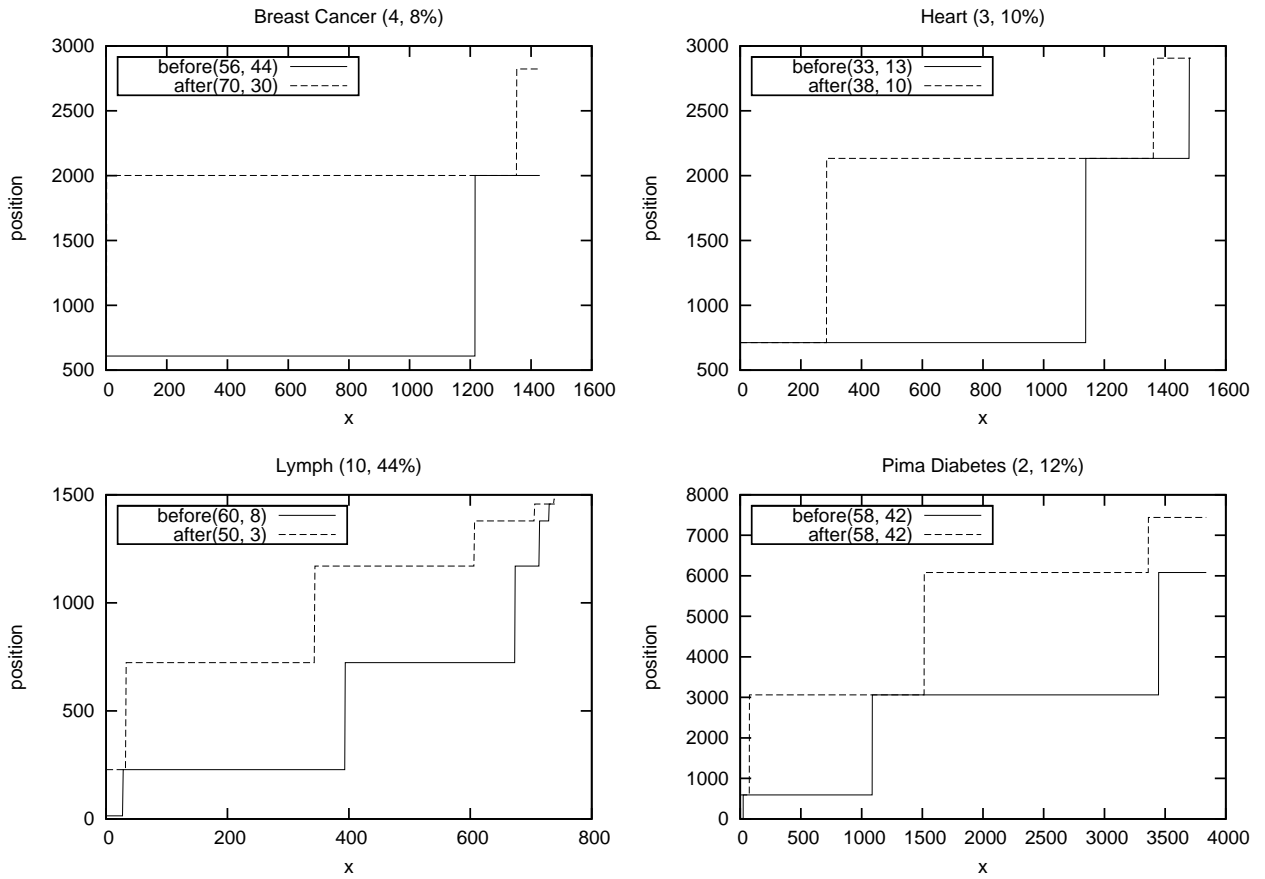 Breast Cancer (4, 8%)
3000
2500
2000
1500
1000
500
0 200 400 600 800 1000 1200 1400 1600
position
x
before(56, 44)
after(70, 30)
Heart (3, 10%)
3000
2500
2000
1500
1000
500
0 200 400 600 800 1000 1200 1400 1600
position
x
before(33, 13)
after(38, 10)
Lymph (10, 44%)
1500
1000
500
0
0 200 400 600 800
position
x
before(60, 8)
after(50, 3)
Pima Diabetes (2, 12%)
8000
7000
6000
5000
4000
3000
2000
1000
0
0 500 1000 1500 2000 2500 3000 3500 4000
position
x
before(58, 42)
after(58, 42)